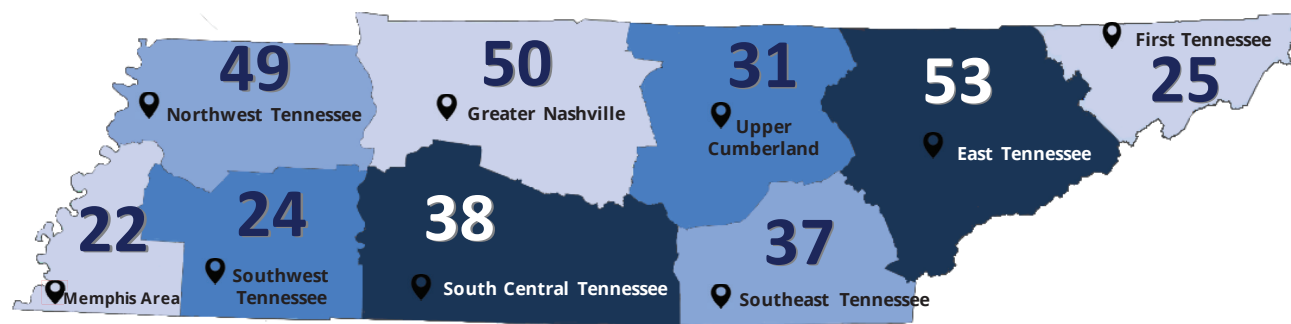 49
Northwest Tennessee
50
Greater Nashville
31
Upper
Cumberland
53
East Tennessee
First Tennessee
25
22
Memphis Area
24
Southwest
Tennessee
38
South Central Tennessee
37
Southeast Tennessee